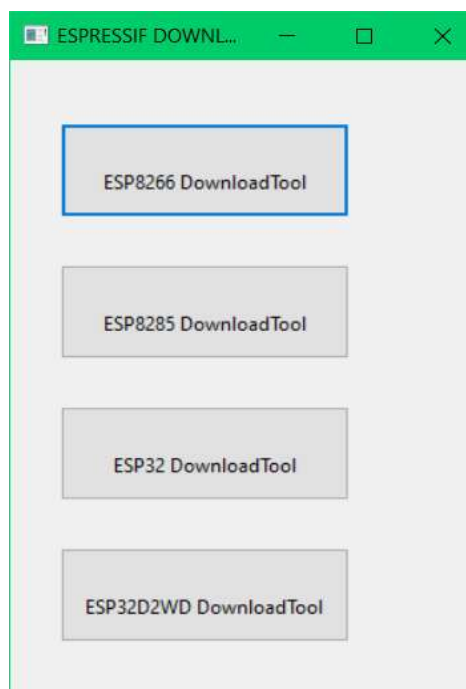 ESPRESSIF DOWNL...
ESP8266 DownloadTool
ESP8285 DownloadTool
ESP32 DownloadTool
ESP32D2WD DownloadTool